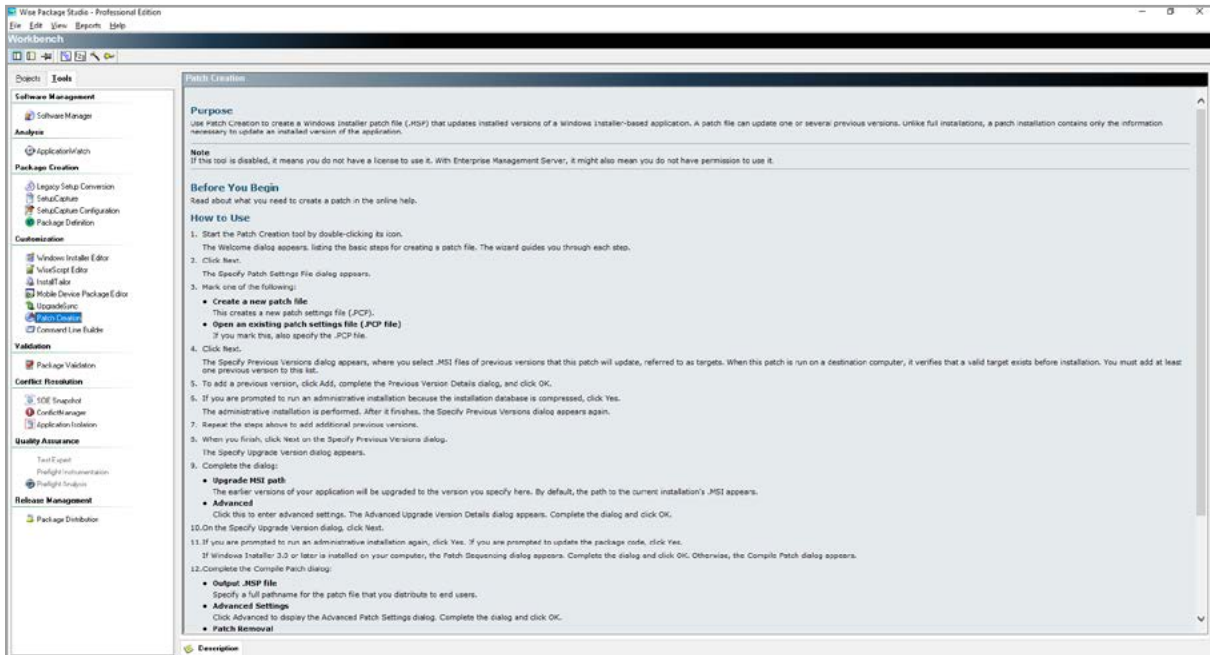 Wise Package Studio - Professional Edition
File Edit View Reports Help
Workbench
Projects Tools
Software Management
Software Manager
Analysis
ApplicationWatch
Package Creation
Legacy Setup Conversion
SetupCapture
SetupCapture Configuration
Package Definition
Customization
Windows Installer Editor
WiseScript Editor
InstallTailor
Mobile Device Package Editor
UpgradeSync
Patch Creation
Command Line Builder
Validation
Package Validation
Conflict Resolution
SOE Snapshot
ConflictManager
Application Isolation
Quality Assurance
Test Expert
Preflight Instrumentation
Preflight Analysis
Release Management
Package Distribution
Patch Creation
Purpose
Use Patch Creation to create a Windows Installer patch file (.MSP) that updates installed versions of a Windows Installer-based application. A patch file can update one or several previous versions. Unlike full installations, a patch installation contains only the information
necessary to update an installed version of the application.
Note
If this tool is disabled, it means you do not have a license to use it. With Enterprise Management Server, it might also mean you do not have permission to use it.
Before You Begin
Read about what you need to create a patch in the online help.
How to Use
1. Start the Patch Creation tool by double-clicking its icon.
The Welcome dialog appears, listing the basic steps for creating a patch file. The wizard guides you through each step.
2. Click Next.
The Specify Patch Settings File dialog appears.
3. Mark one of the following:
• Create a new patch file
This creates a new patch settings file (.PCP).
• Open an existing patch settings file (.PCP file)
If you mark this, also specify the .PCP file.
4. Click Next.
The Specify Previous Versions dialog appears, where you select .MSI files of previous versions that this patch will update, referred to as targets. When this patch is run on a destination computer, it verifies that a valid target exists before installation. You must add at least
one previous version to this list.
5. To add a previous version, click Add, complete the Previous Version Details dialog, and click OK.
6. If you are prompted to run an administrative installation because the installation database is compressed, click Yes.
The administrative installation is performed. After it finishes, the Specify Previous Versions dialog appears again.
7. Repeat the steps above to add additional previous versions.
8. When you finish, click Next on the Specify Previous Versions dialog.
The Specify Upgrade Version dialog appears.
9. Complete the dialog:
• Upgrade MSI path
The earlier versions of your application will be upgraded to the version you specify here. By default, the path to the current installation's .MSI appears.
• Advanced
Click this to enter advanced settings. The Advanced Upgrade Version Details dialog appears. Complete the dialog and click OK.
10.On the Specify Upgrade Version dialog, click Next.
11.If you are prompted to run an administrative installation again, click Yes. If you are prompted to update the package code, click Yes.
If Windows Installer 3.0 or later is installed on your computer, the Patch Sequencing dialog appears. Complete the dialog and click OK. Otherwise, the Compile Patch dialog appears.
12.Complete the Compile Patch dialog:
• Output .MSP file
Specify a full pathname for the patch file that you distribute to end users.
• Advanced Settings
Click Advanced to display the Advanced Patch Settings dialog. Complete the dialog and click OK.
• Patch Removal
Description